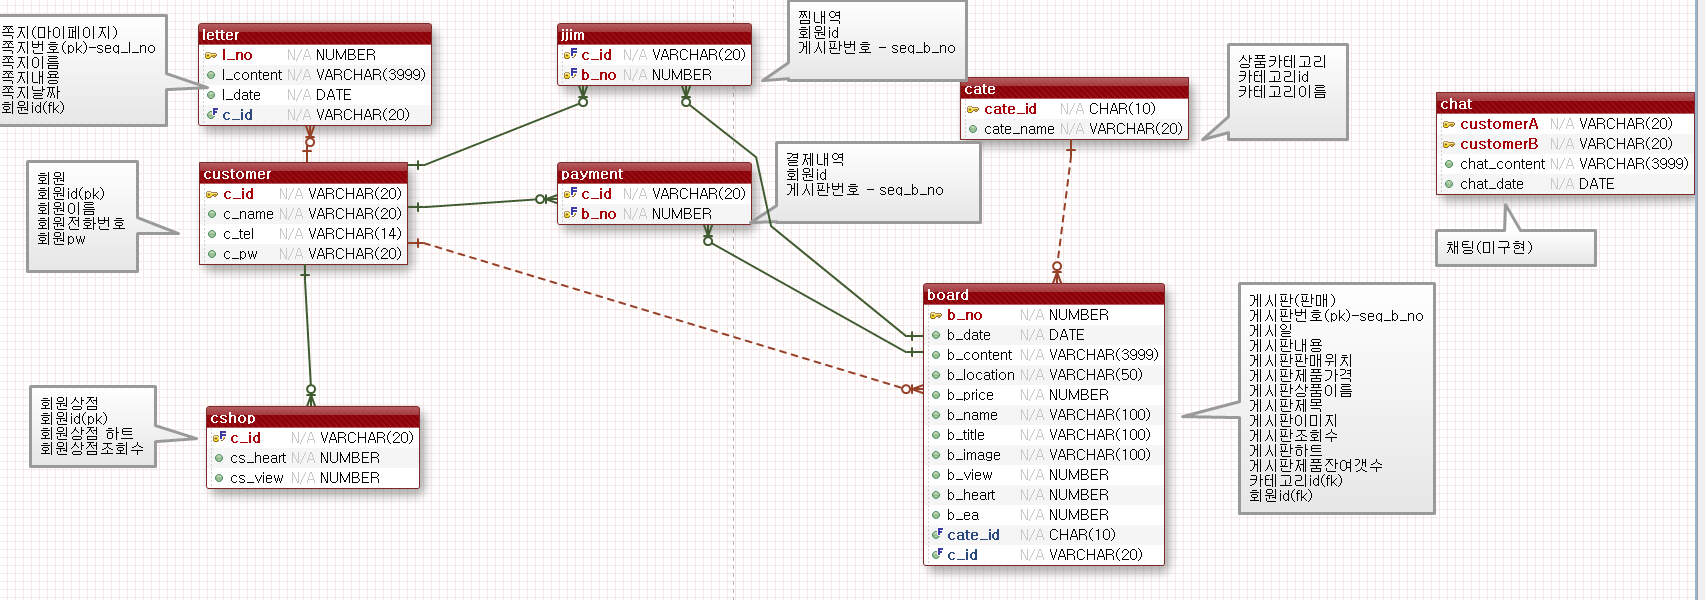 쪽지(마이페이지)
쪽지번호(pk)-seq_l_no
쪽지이름
쪽지내용
쪽지날짜
회원id(fk)
letter
l_no N/A NUMBER
l_content N/A VARCHAR(3999)
l_date N/A DATE
c_id N/A VARCHAR(20)
jjim
c_id N/A VARCHAR(20)
b_no N/A NUMBER
찜내역
회원id
게시판번호 - seq_b_no
cate
cate_id N/A CHAR(10)
cate_name N/A VARCHAR(20)
상품카테고리
카테고리id
카테고리이름
chat
customerA N/A VARCHAR(20)
customerB N/A VARCHAR(20)
chat_content N/A VARCHAR(3999)
chat_date N/A DATE
채팅(미구현)
회원
회원id(pk)
회원이름
회원전화번호
회원pw
customer
c_id N/A VARCHAR(20)
c_name N/A VARCHAR(20)
c_tel N/A VARCHAR(14)
c_pw N/A VARCHAR(20)
payment
c_id N/A VARCHAR(20)
b_no N/A NUMBER
결제내역
회원id
게시판번호 - seq_b_no
회원상점
회원id(pk)
회원상점 하트
회원상점조회수
cshop
c_id N/A VARCHAR(20)
cs_heart N/A NUMBER
cs_view N/A NUMBER
board
b_no N/A NUMBER
b_date N/A DATE
b_content N/A VARCHAR(3999)
b_location N/A VARCHAR(50)
b_price N/A NUMBER
b_name N/A VARCHAR(100)
b_title N/A VARCHAR(100)
b_image N/A VARCHAR(100)
b_view N/A NUMBER
b_heart N/A NUMBER
b_ea N/A NUMBER
cate_id N/A CHAR(10)
c_id N/A VARCHAR(20)
게시판(판매)
게시판번호(pk)-seq_b_no
게시일
게시판내용
게시판판매위치
게시판제품가격
게시판상품이름
게시판제목
게시판이미지
게시판조회수
게시판하트
게시판제품잔여갯수
카테고리id(fk)
회원id(fk)